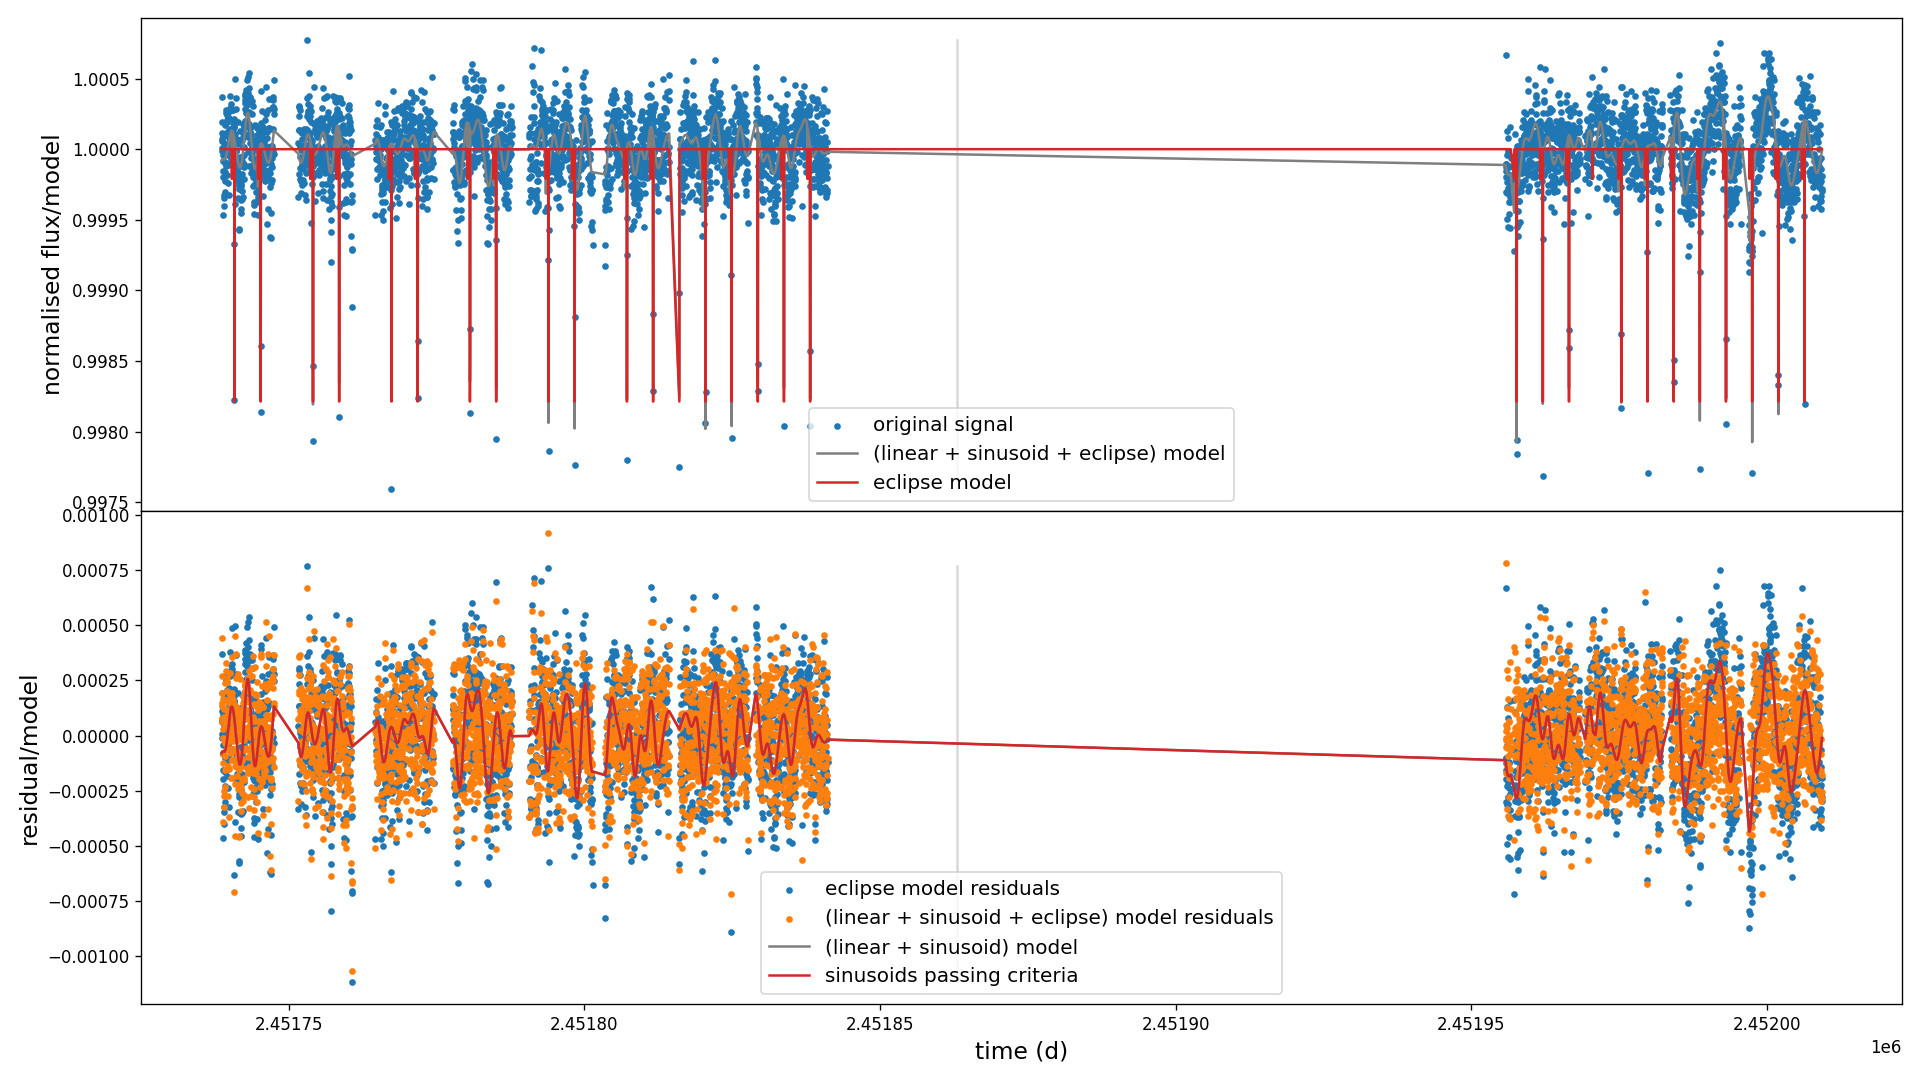 1.0005
1.0000
0.9995
0.9990
0.9985
0.9980
0.9975
normalised flux/model
original signal
(linear + sinusoid + eclipse) model
eclipse model
0.00100
0.00075
0.00050
0.00025
0.00000
−0.00025
−0.00050
−0.00075
−0.00100
residual/model
eclipse model residuals
(linear + sinusoid + eclipse) model residuals
(linear + sinusoid) model
sinusoids passing criteria
2.45175 2.45180 2.45185 2.45190 2.45195 2.45200
1e6
time (d)